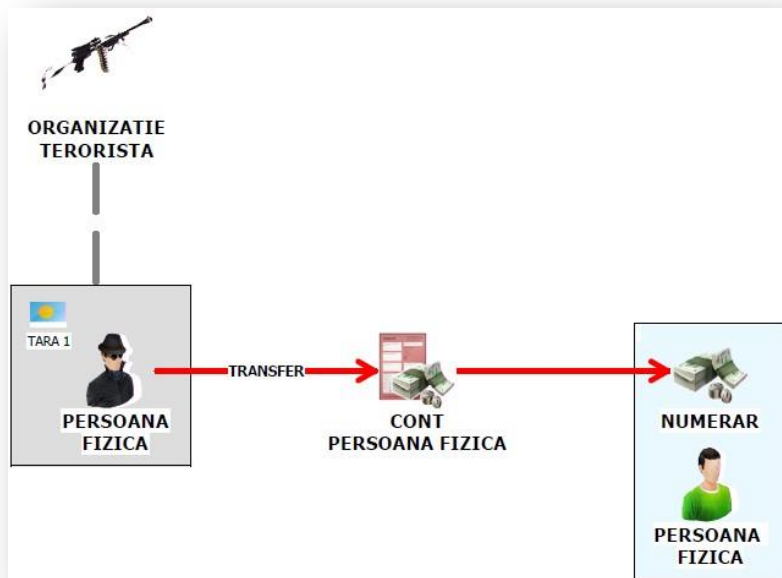 ORGANIZATIE
TERORISTA
TARA 1
PERSOANA
FIZICA
TRANSFER
CONT
PERSOANA FIZICA
NUMERAR
PERSOANA
FIZICA